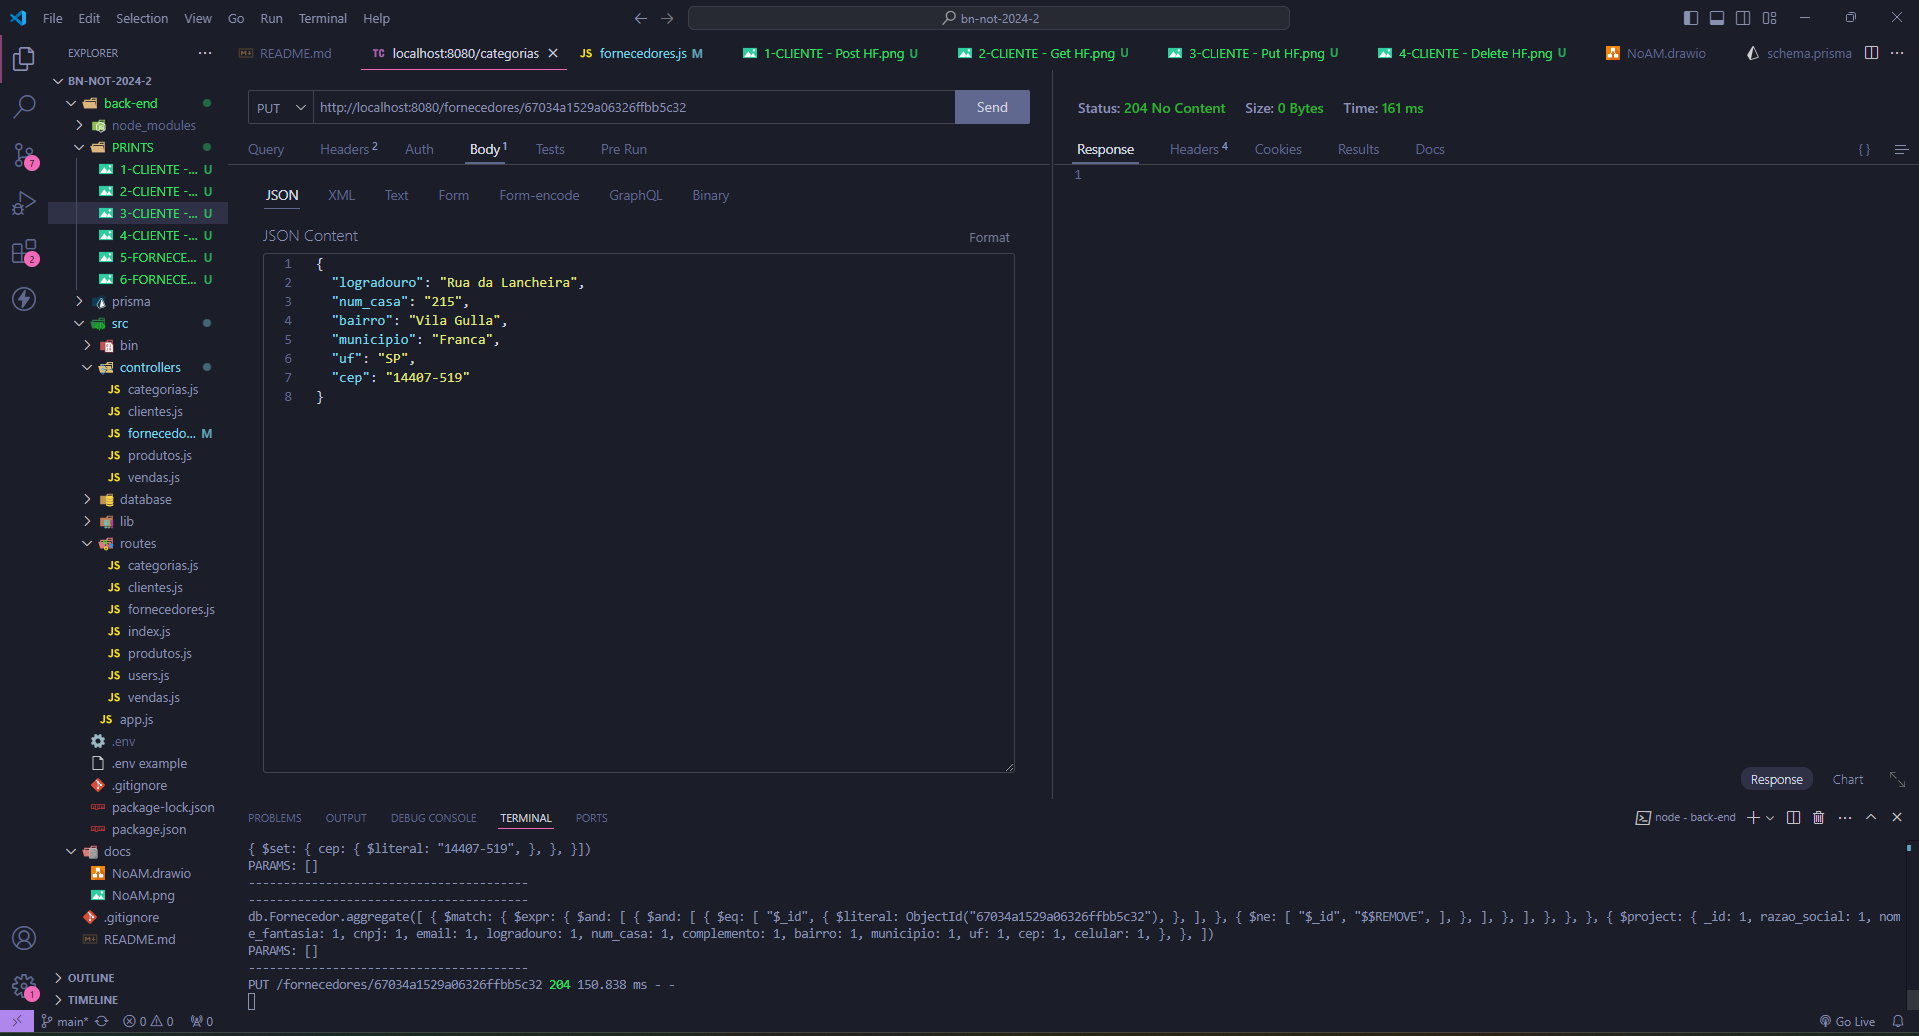 File Edit Selection View Go Run Terminal Help
bn-not-2024-2
EXPLORER
README.md
TC localhost:8080/categorias
JS fornecedores.js M
1-CLIENTE - Post HF.png U
2-CLIENTE - Get HF.png U
3-CLIENTE - Put HF.png U
4-CLIENTE - Delete HF.png U
NoAM.drawio
schema.prisma
BN-NOT-2024-2
back-end
node_modules
PRINTS
1-CLIENTE -... U
2-CLIENTE -... U
3-CLIENTE -... U
4-CLIENTE -... U
5-FORNECE... U
6-FORNECE... U
prisma
src
bin
controllers
JS categorias.js
JS clientes.js
JS fornecedo... M
JS produtos.js
JS vendas.js
database
lib
routes
JS categorias.js
JS clientes.js
JS fornecedores.js
JS index.js
JS produtos.js
JS users.js
JS vendas.js
JS app.js
.env
.env example
.gitignore
package-lock.json
package.json
docs
NoAM.drawio
NoAM.png
.gitignore
README.md
OUTLINE
TIMELINE
7
2
1
PUT http://localhost:8080/fornecedores/67034a1529a06326ffbb5c32 Send
Query Headers 2 Auth Body 1 Tests Pre Run
JSON XML Text Form Form-encode GraphQL Binary
JSON Content Format
1 {
2 "logradouro": "Rua da Lancheira",
3 "num_casa": "215",
4 "bairro": "Vila Gulla",
5 "municipio": "Franca",
6 "uf": "SP",
7 "cep": "14407-519"
8 }
Status: 204 No Content Size: 0 Bytes Time: 161 ms
Response Headers 4 Cookies Results Docs { }
1
Response Chart
PROBLEMS OUTPUT DEBUG CONSOLE TERMINAL PORTS
node - back-end
{ $set: { cep: { $literal: "14407-519", }, }, }])
PARAMS: []
----------------------------------------
----------------------------------------
db.Fornecedor.aggregate([ { $match: { $expr: { $and: [ { $and: [ { $eq: [ "$_id", { $literal: ObjectId("67034a1529a06326ffbb5c32"), }, ], }, { $ne: [ "$_id", "$$REMOVE", ], }, ], }, ], }, }, }, { $project: { _id: 1, razao_social: 1, nom
e_fantasia: 1, cnpj: 1, email: 1, logradouro: 1, num_casa: 1, complemento: 1, bairro: 1, municipio: 1, uf: 1, cep: 1, celular: 1, }, }, ])
PARAMS: []
----------------------------------------
PUT /fornecedores/67034a1529a06326ffbb5c32 204 150.838 ms - -
main* 0 0 0
Go Live